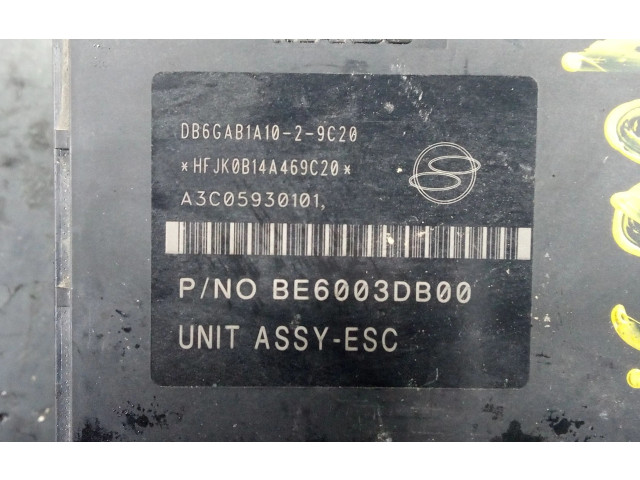 DB6GAB1A10-2-9C20
*HFJK0B14A469C20*
A3C05930101,
P/NO BE6003DB00
UNIT ASSY-ESC